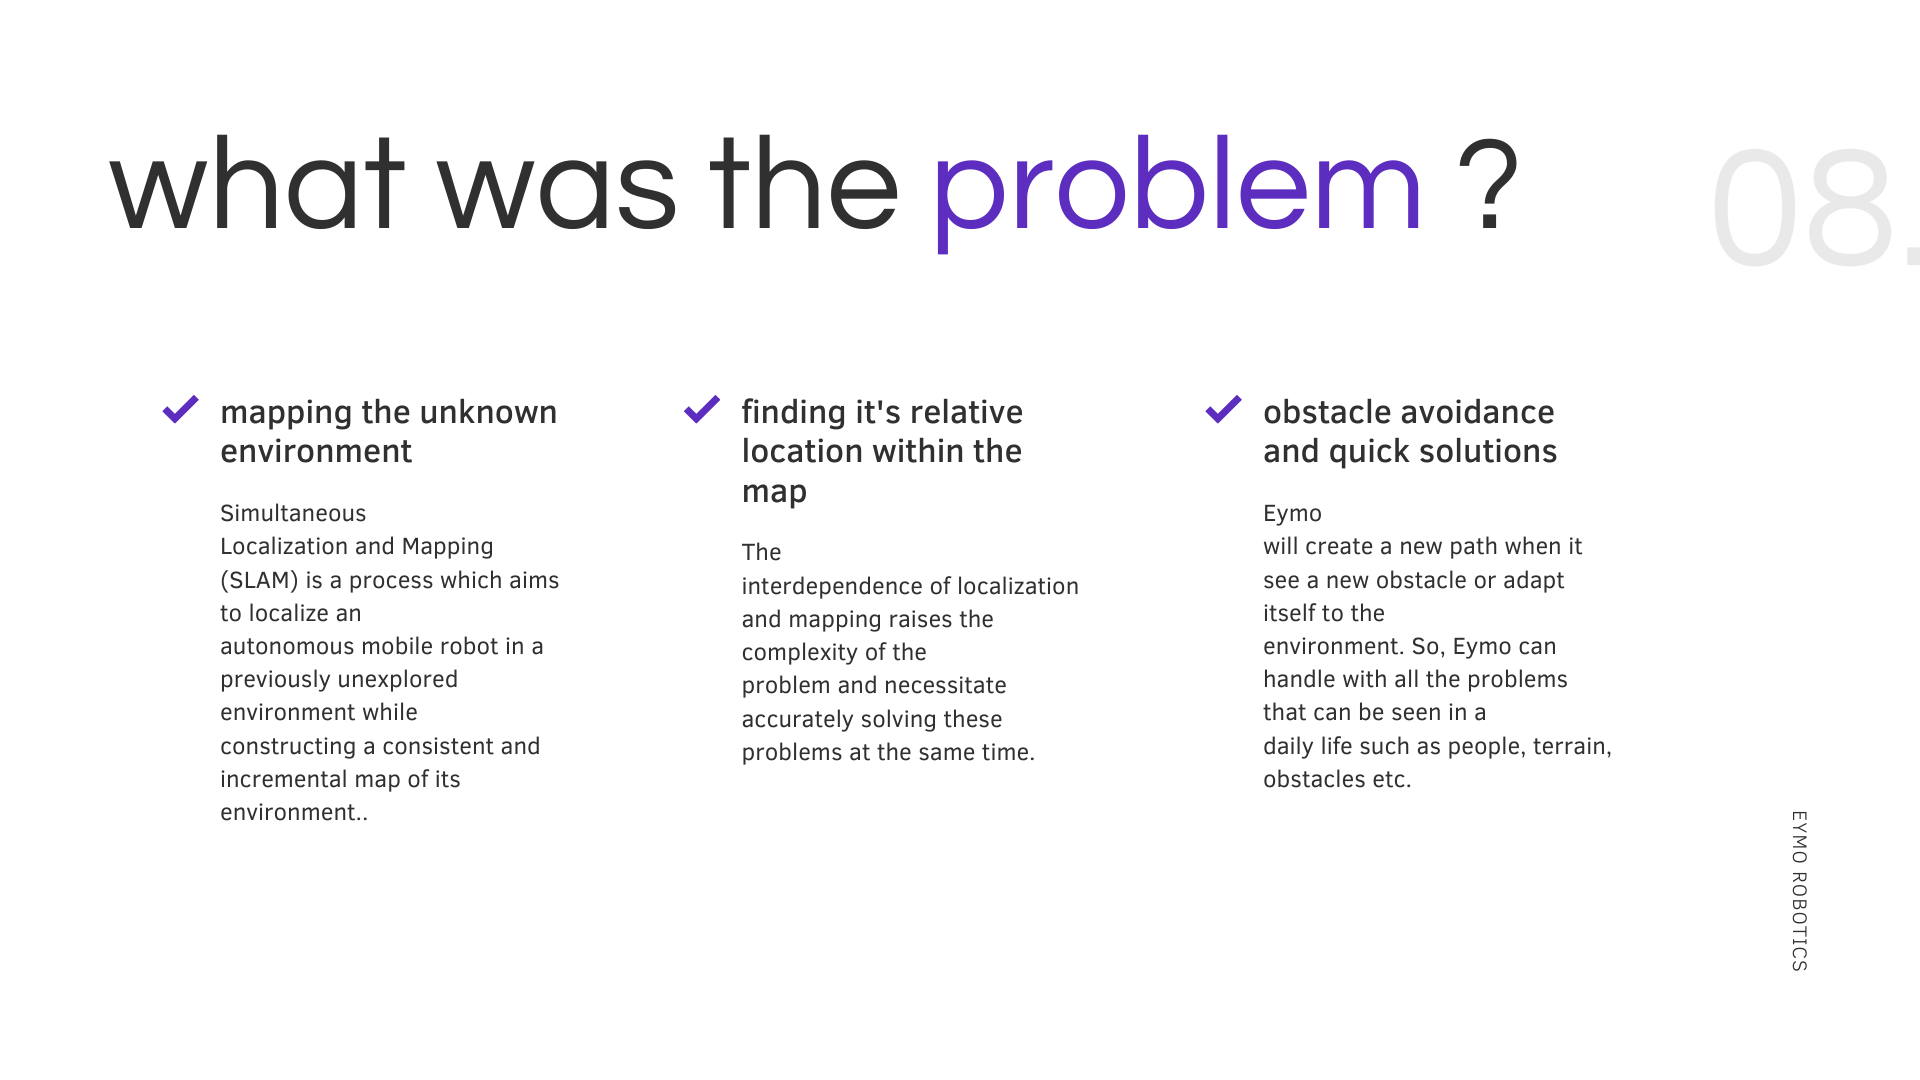 what was the problem ?
08.
mapping the unknown
environment
Simultaneous
Localization and Mapping
(SLAM) is a process which aims
to localize an
autonomous mobile robot in a
previously unexplored
environment while
constructing a consistent and
incremental map of its
environment..
finding it's relative
location within the
map
The
interdependence of localization
and mapping raises the
complexity of the
problem and necessitate
accurately solving these
problems at the same time.
obstacle avoidance
and quick solutions
Eymo
will create a new path when it
see a new obstacle or adapt
itself to the
environment. So, Eymo can
handle with all the problems
that can be seen in a
daily life such as people, terrain,
obstacles etc.
EYMO ROBOTICS